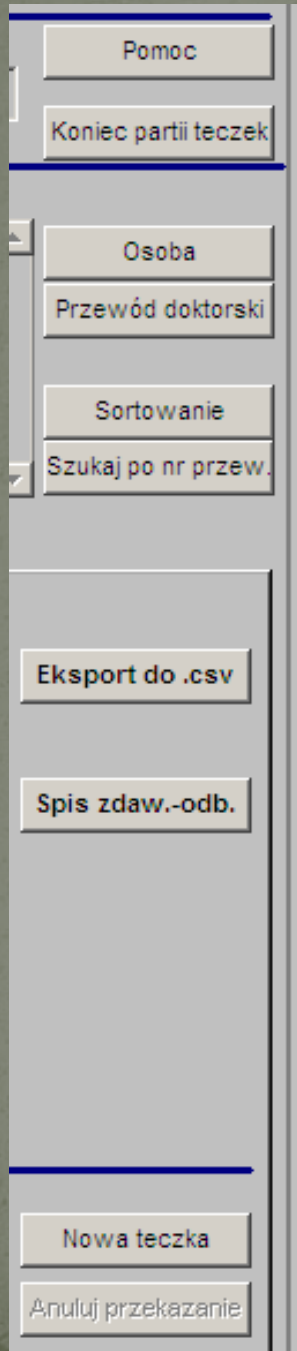 Pomoc
Koniec partii teczek
Osoba
Przewód doktorski
Sortowanie
Szukaj po nr przew.
Eksport do .csv
Spis zdaw.-odb.
Nowa teczka
Anuluj przekazanie